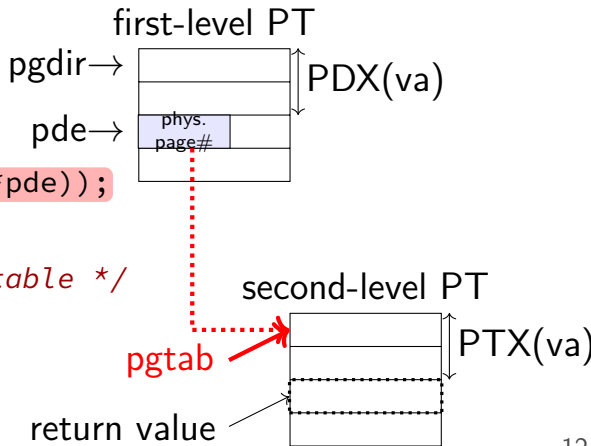 first-level PT
pgdir→
PDX(va)
pde→
phys.
page#
pde));
table */
second-level PT
pgtab
PTX(va)
return value